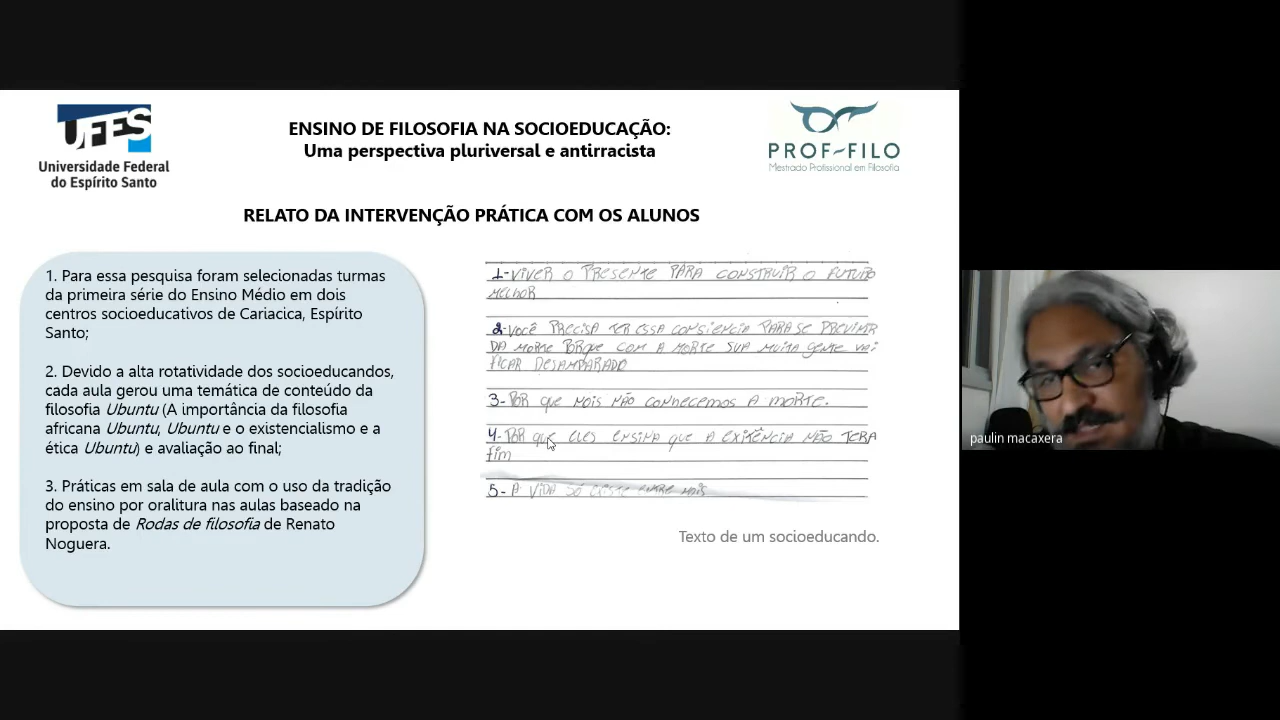 UFES
Universidade Federal
do Espírito Santo
ENSINO DE FILOSOFIA NA SOCIOEDUCAÇÃO:
Uma perspectiva pluriversal e antirracista
PROF-FILO
Mestrado Profissional em Filosofia
RELATO DA INTERVENÇÃO PRÁTICA COM OS ALUNOS
1. Para essa pesquisa foram selecionadas turmas
da primeira série do Ensino Médio em dois
centros socioeducativos de Cariacica, Espírito
Santo;
2. Devido a alta rotatividade dos socioeducandos,
cada aula gerou uma temática de conteúdo da
filosofia Ubuntu (A importância da filosofia
africana Ubuntu, Ubuntu e o existencialismo e a
ética Ubuntu) e avaliação ao final;
3. Práticas em sala de aula com o uso da tradição
do ensino por oralitura nas aulas baseado na
proposta de Rodas de filosofia de Renato
Noguera.
1-VIVER O PRESENTE PARA CONSTRUIR O FUTURO
MELHOR
2-VOCÊ PRECISA TER ESSA CONSIENCIA PARA SE PREVINIR
DA MORTE PORQUE COM A MORTE SUA MUITA GENTE VAI
FICAR DESAMPARADO
3-POR QUE NOIS NÃO CONHECEMOS A MORTE.
4-POR QUE ELES ENSINA QUE A EXITÊNCIA NÃO TERA
FIM
5-A VIDA SÓ EXISTE ENTRE NOIS
Texto de um socioeducando.
paulin macaxera